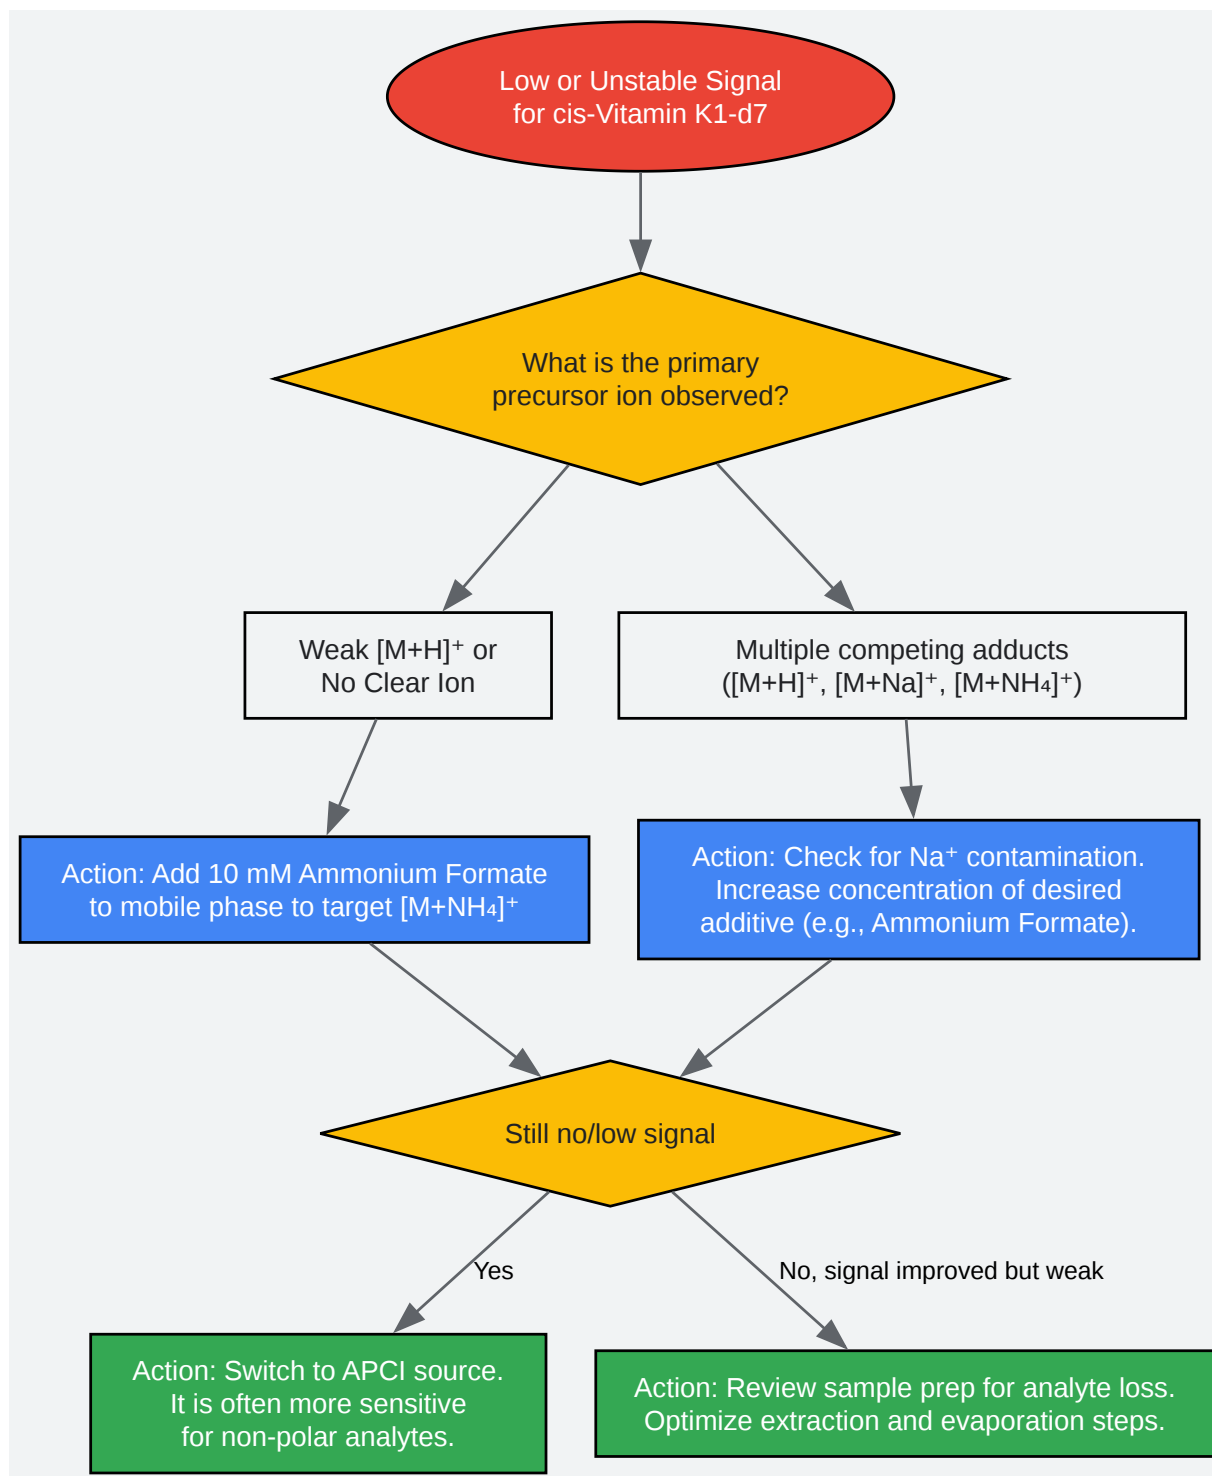 Low or Unstable Signal
for cis-Vitamin K1-d7
What is the primary
precursor ion observed?
Weak [M+H]⁺ or
No Clear Ion
Multiple competing adducts
([M+H]⁺, [M+Na]⁺, [M+NH₄]⁺)
Action: Add 10 mM Ammonium Formate
to mobile phase to target [M+NH₄]⁺
Action: Check for Na⁺ contamination.
Increase concentration of desired
additive (e.g., Ammonium Formate).
Still no/low signal
Yes
No, signal improved but weak
Action: Switch to APCI source.
It is often more sensitive
for non-polar analytes.
Action: Review sample prep for analyte loss.
Optimize extraction and evaporation steps.